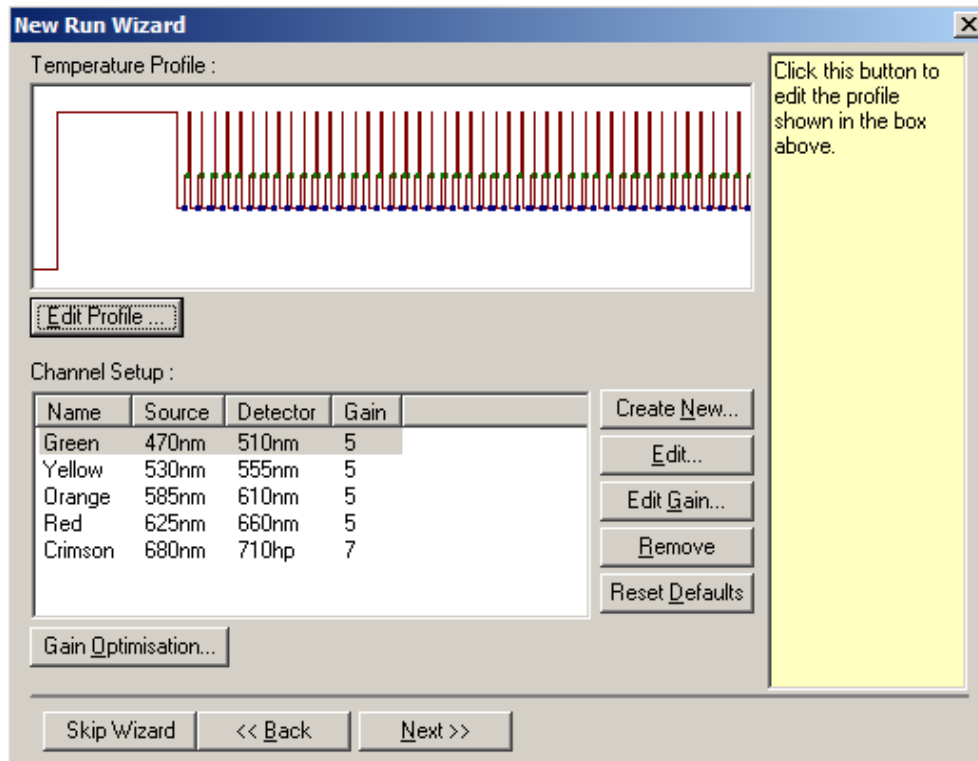 New Run Wizard
Temperature Profile :
Click this button to
edit the profile
shown in the box
above.
Edit Profile ...
Channel Setup :
Name Source Detector Gain
Green 470nm 510nm 5
Yellow 530nm 555nm 5
Orange 585nm 610nm 5
Red 625nm 660nm 5
Crimson 680nm 710hp 7
Create New...
Edit...
Edit Gain...
Remove
Reset Defaults
Gain Optimisation...
Skip Wizard << Back Next >>